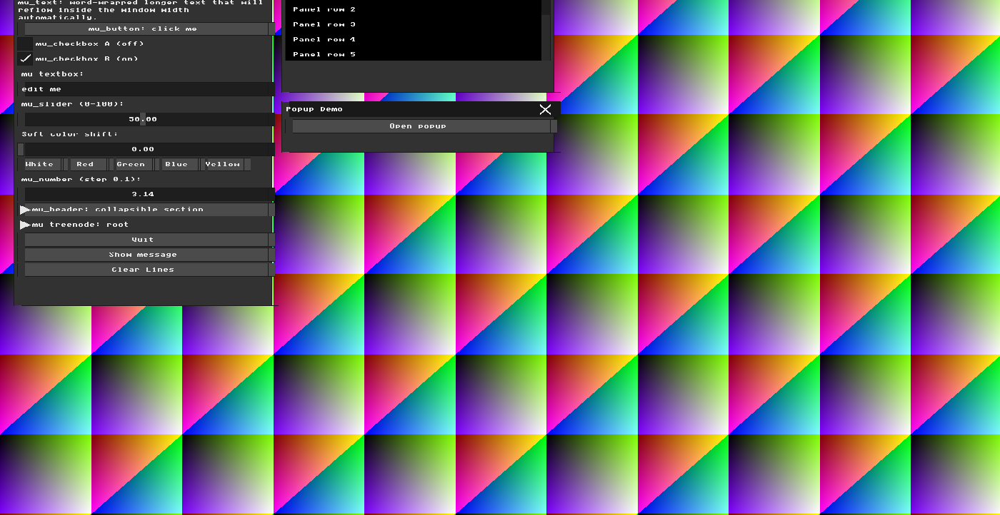 mu_text: word-wrapped longer text that will
reflow inside the window width
automatically.
mu_button: click me
mu_checkbox A (off)
mu_checkbox B (on)
mu textbox:
edit me
mu_slider (0-100):
50.00
Soft color shift:
0.00
White Red Green Blue Yellow
mu_number (step 0.1):
3.14
mu_header: collapsible section
mu treenode: root
Quit
Show message
Clear Lines
Panel row 2
Panel row 3
Panel row 4
Panel row 5
Popup Demo
Open popup